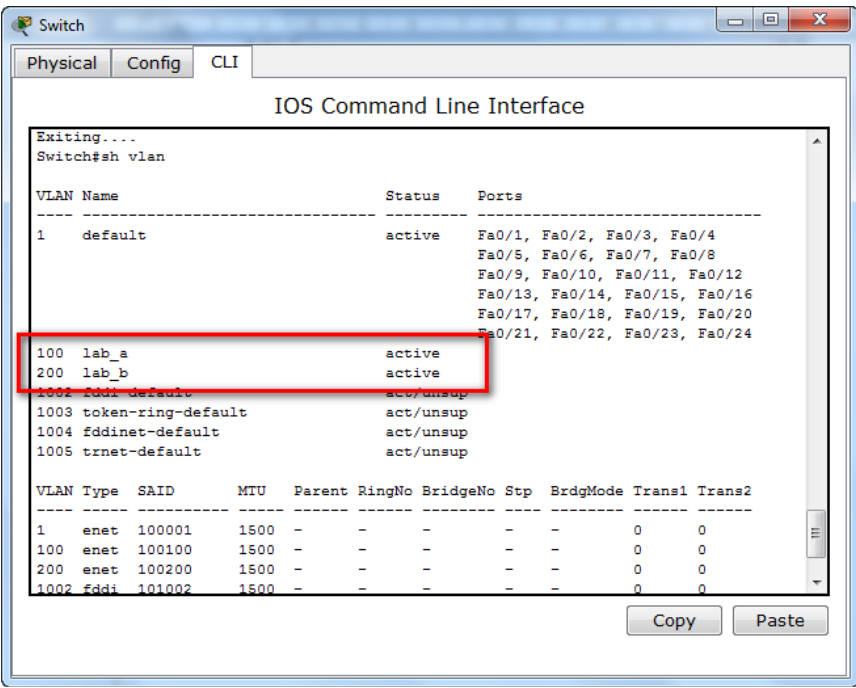 Switch
Physical Config CLI
IOS Command Line Interface
Exiting....
Switch#sh vlan
VLAN Name Status Ports
---- -------------------------------- --------- -------------------------------
1 default active Fa0/1, Fa0/2, Fa0/3, Fa0/4
Fa0/5, Fa0/6, Fa0/7, Fa0/8
Fa0/9, Fa0/10, Fa0/11, Fa0/12
Fa0/13, Fa0/14, Fa0/15, Fa0/16
Fa0/17, Fa0/18, Fa0/19, Fa0/20
Fa0/21, Fa0/22, Fa0/23, Fa0/24
100 lab_a active
200 lab_b active
1002 fddi-default act/unsup
1003 token-ring-default act/unsup
1004 fddinet-default act/unsup
1005 trnet-default act/unsup
VLAN Type SAID MTU Parent RingNo BridgeNo Stp BrdgMode Trans1 Trans2
---- ----- ---------- ----- ------ ------ -------- ---- -------- ------ ------
1 enet 100001 1500 - - - - - 0 0
100 enet 100100 1500 - - - - - 0 0
200 enet 100200 1500 - - - - - 0 0
1002 fddi 101002 1500 - - - - - 0 0
Copy Paste